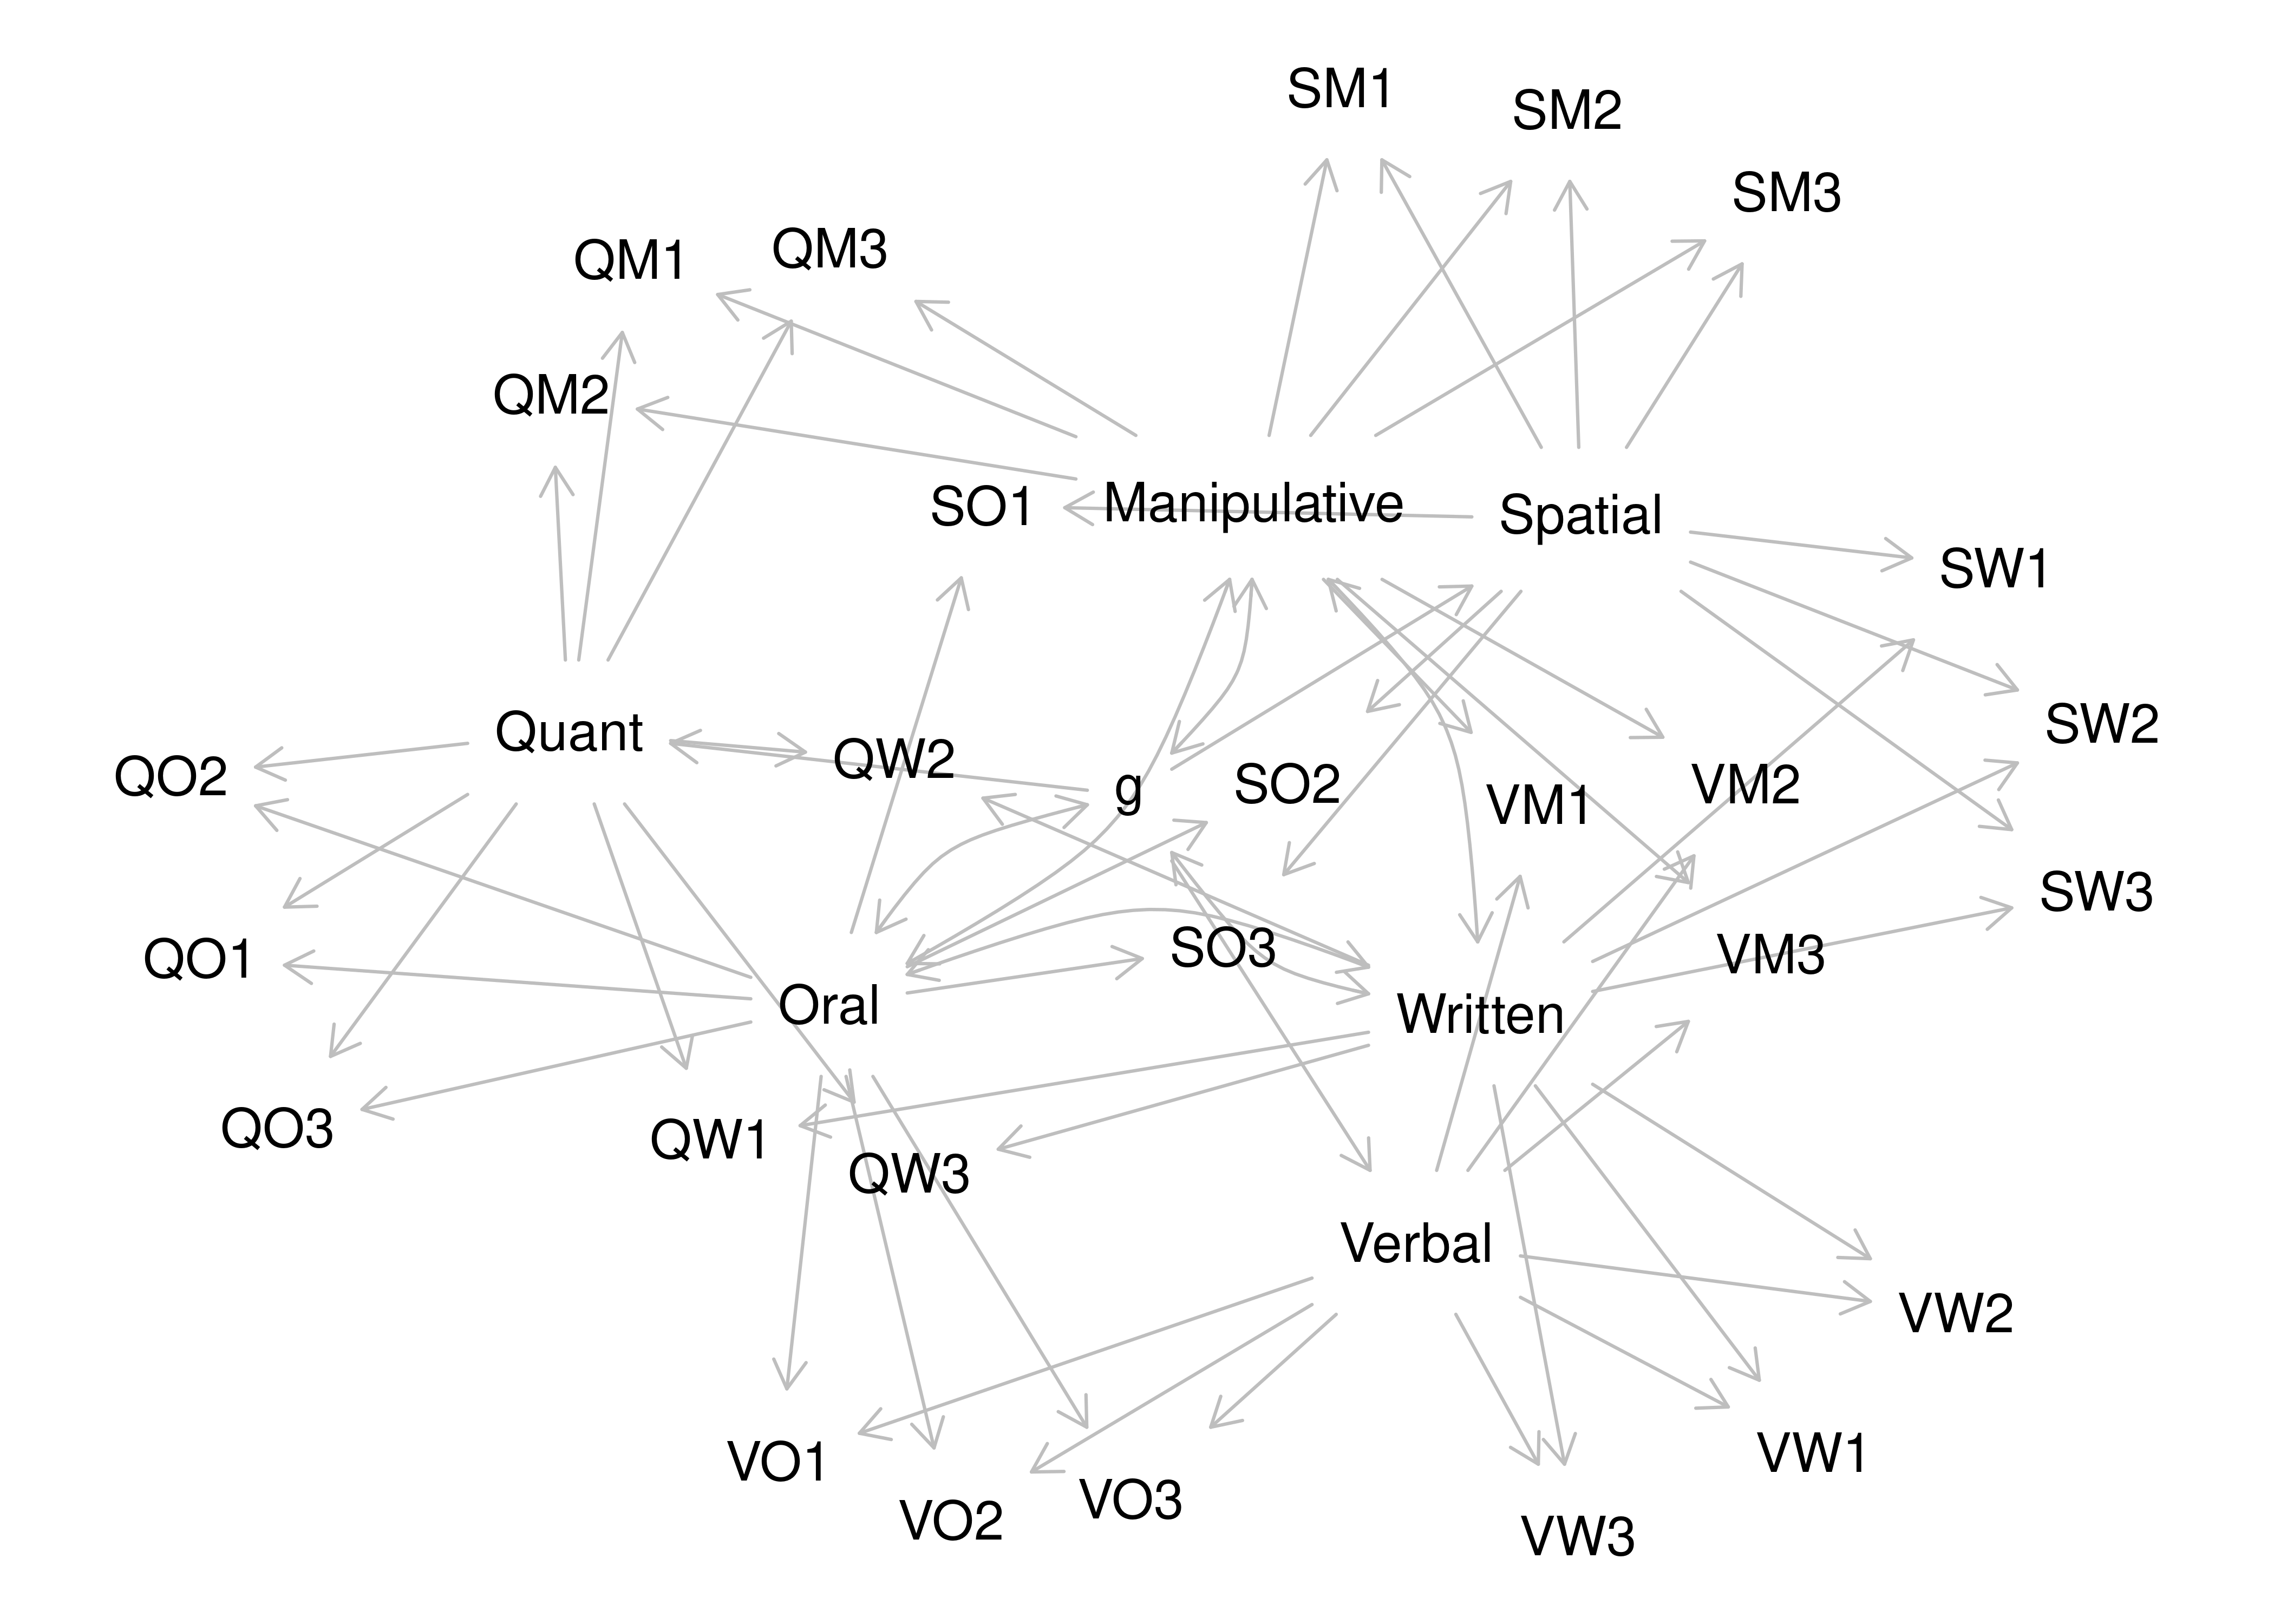 SM1
SM2
SM3
QM1
QM3
QM2
SO1
Manipulative
Spatial
SW1
Quant
SW2
QO2
QW2
g
SO2
VM1
VM2
SW3
QO1
SO3
VM3
Oral
Written
QO3
QW1
QW3
Verbal
VW2
VO1
VW1
VO2
VO3
VW3